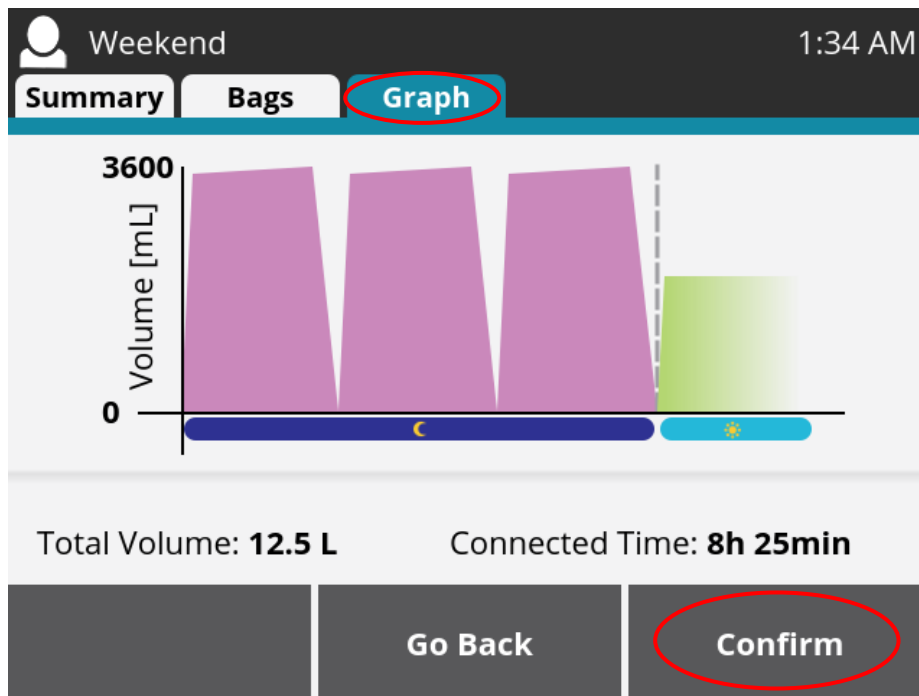 Weekend
1:34 AM
Summary
Bags
Graph
3600
Volume [mL]
0
Total Volume: 12.5 L
Connected Time: 8h 25min
Go Back
Confirm